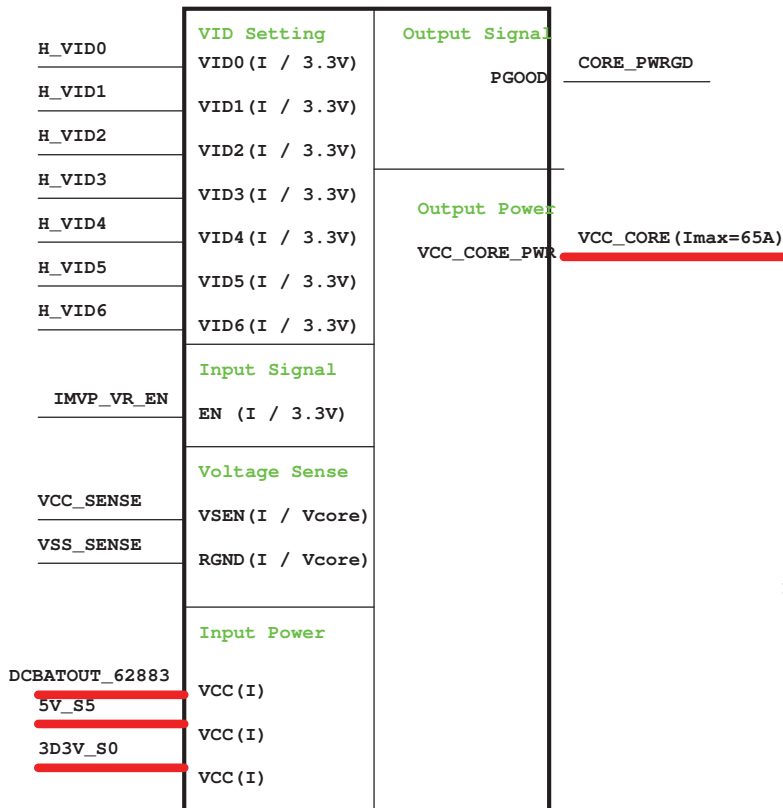 VID Setting
Output Signal
H_VID0
VID0(I / 3.3V)
PGOOD
CORE_PWRGD
H_VID1
VID1(I / 3.3V)
H_VID2
VID2(I / 3.3V)
H_VID3
VID3(I / 3.3V)
Output Power
H_VID4
VID4(I / 3.3V)
VCC_CORE_PWR
VCC_CORE(Imax=65A)
H_VID5
VID5(I / 3.3V)
H_VID6
VID6(I / 3.3V)
Input Signal
IMVP_VR_EN
EN (I / 3.3V)
Voltage Sense
VCC_SENSE
VSEN(I / Vcore)
VSS_SENSE
RGND(I / Vcore)
Input Power
DCBATOUT_62883
VCC(I)
5V_S5
VCC(I)
3D3V_S0
VCC(I)